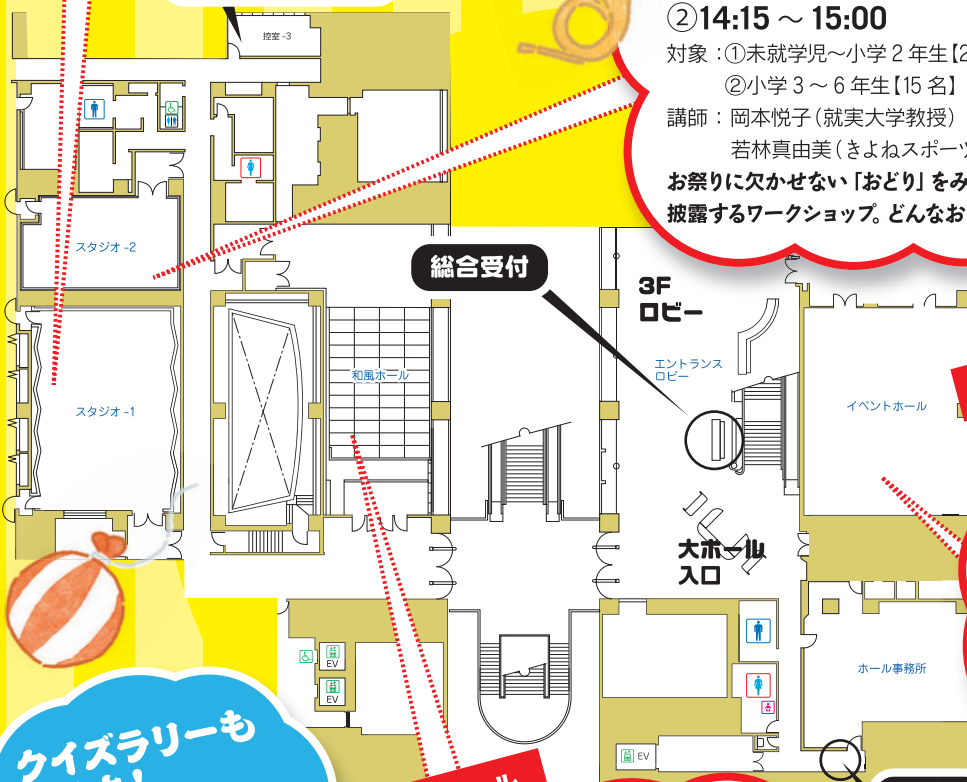 ②14:15 ～ 15:00
対象：①未就学児～小学 2 年生【2
②小学 3 ～ 6 年生【15 名】
講師：岡本悦子（就実大学教授）
若林真由美（きよねスポーツ
お祭りに欠かせない「おどり」をみ
披露するワークショップ。どんなお
控室 -3
スタジオ -2
スタジオ -1
和風ホール
総合受付
3F
ロビー
エントランス
ロビー
イベントホール
大ホール
入口
ホール事務所
EV
EV
EV
クイズラリーも